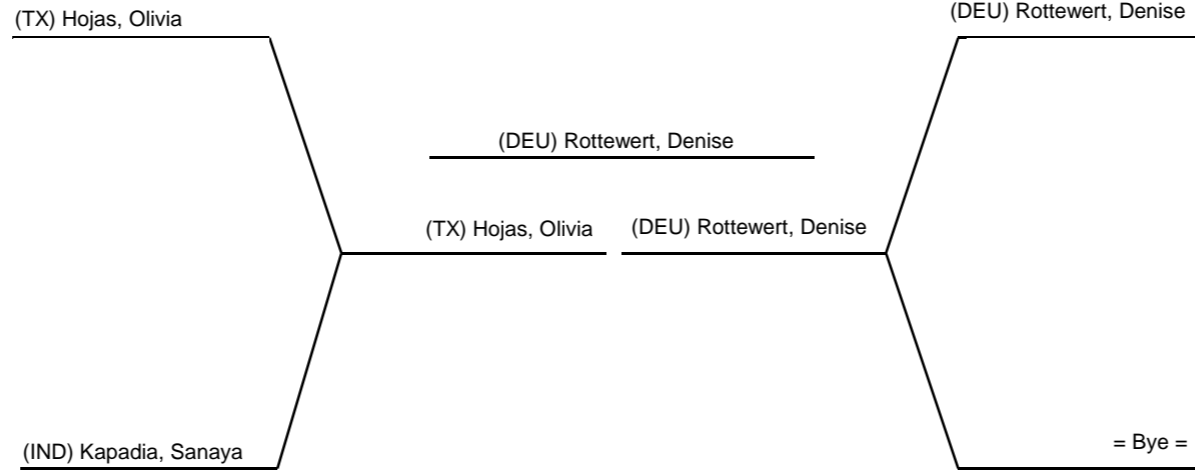 (TX) Hojas, Olivia
(DEU) Rottewert, Denise
(DEU) Rottewert, Denise
(TX) Hojas, Olivia
(DEU) Rottewert, Denise
(IND) Kapadia, Sanaya
= Bye =